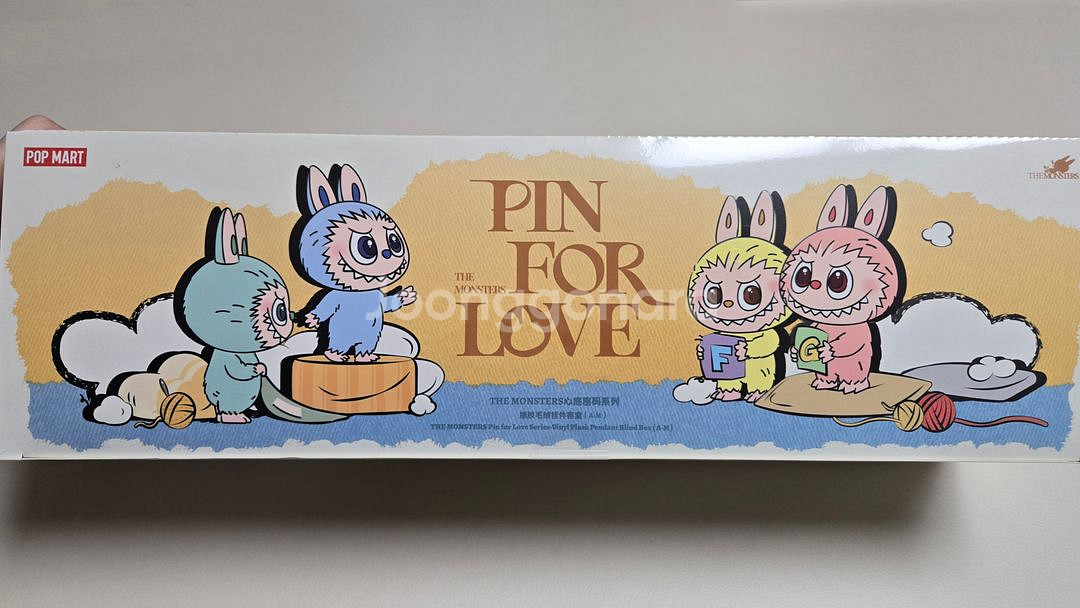 POP MART
THE MONSTERS
PIN
FOR
THE
MONSTERS
LOVE
joonggonara
F
G
THE MONSTERS心底密码系列
搪胶毛绒挂件盲盒 (A-M)
THE MONSTERS Pin for Love Series-Vinyl Plush Pendant Blind Box (A-M)